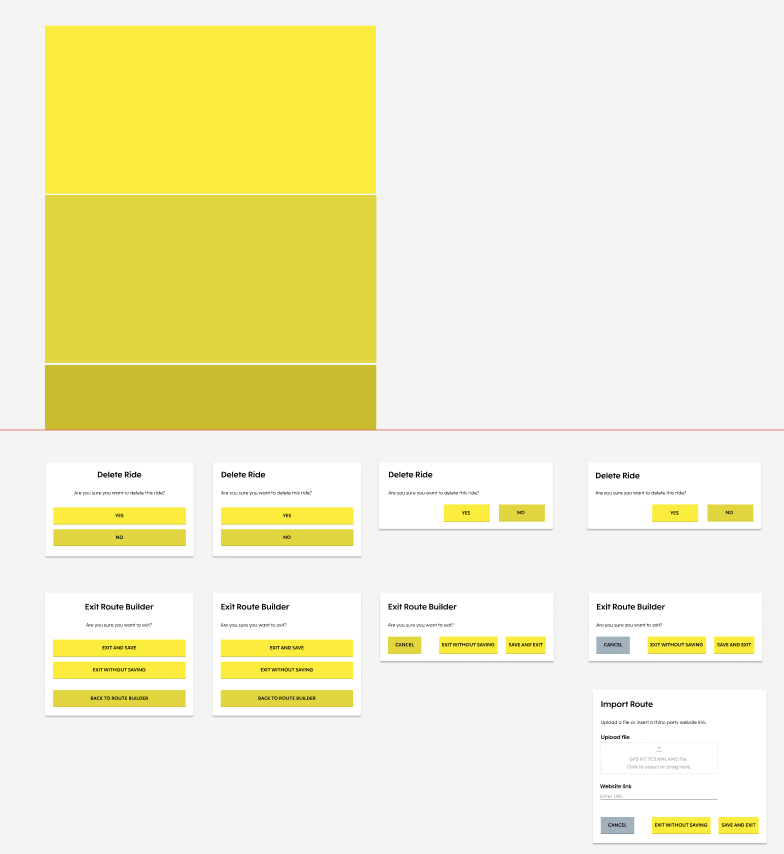 Delete Ride
Are you sure you want to delete this ride?
YES
NO
Delete Ride
Are you sure you want to delete this ride?
YES
NO
Delete Ride
Are you sure you want to delete this ride?
YES NO
Delete Ride
Are you sure you want to delete this ride?
YES NO
Exit Route Builder
Are you sure you want to exit?
EXIT AND SAVE
EXIT WITHOUT SAVING
BACK TO ROUTE BUILDER
Exit Route Builder
Are you sure you want to exit?
EXIT AND SAVE
EXIT WITHOUT SAVING
BACK TO ROUTE BUILDER
Exit Route Builder
Are you sure you want to exit?
CANCEL EXIT WITHOUT SAVING SAVE AND EXIT
Exit Route Builder
Are you sure you want to exit?
CANCEL EXIT WITHOUT SAVING SAVE AND EXIT
Import Route
Upload a file or insert a third-party website link.
Upload file
GPS FIT TCX KML KMZ file
Click to select or drag here.
Website link
Enter URL
CANCEL EXIT WITHOUT SAVING SAVE AND EXIT